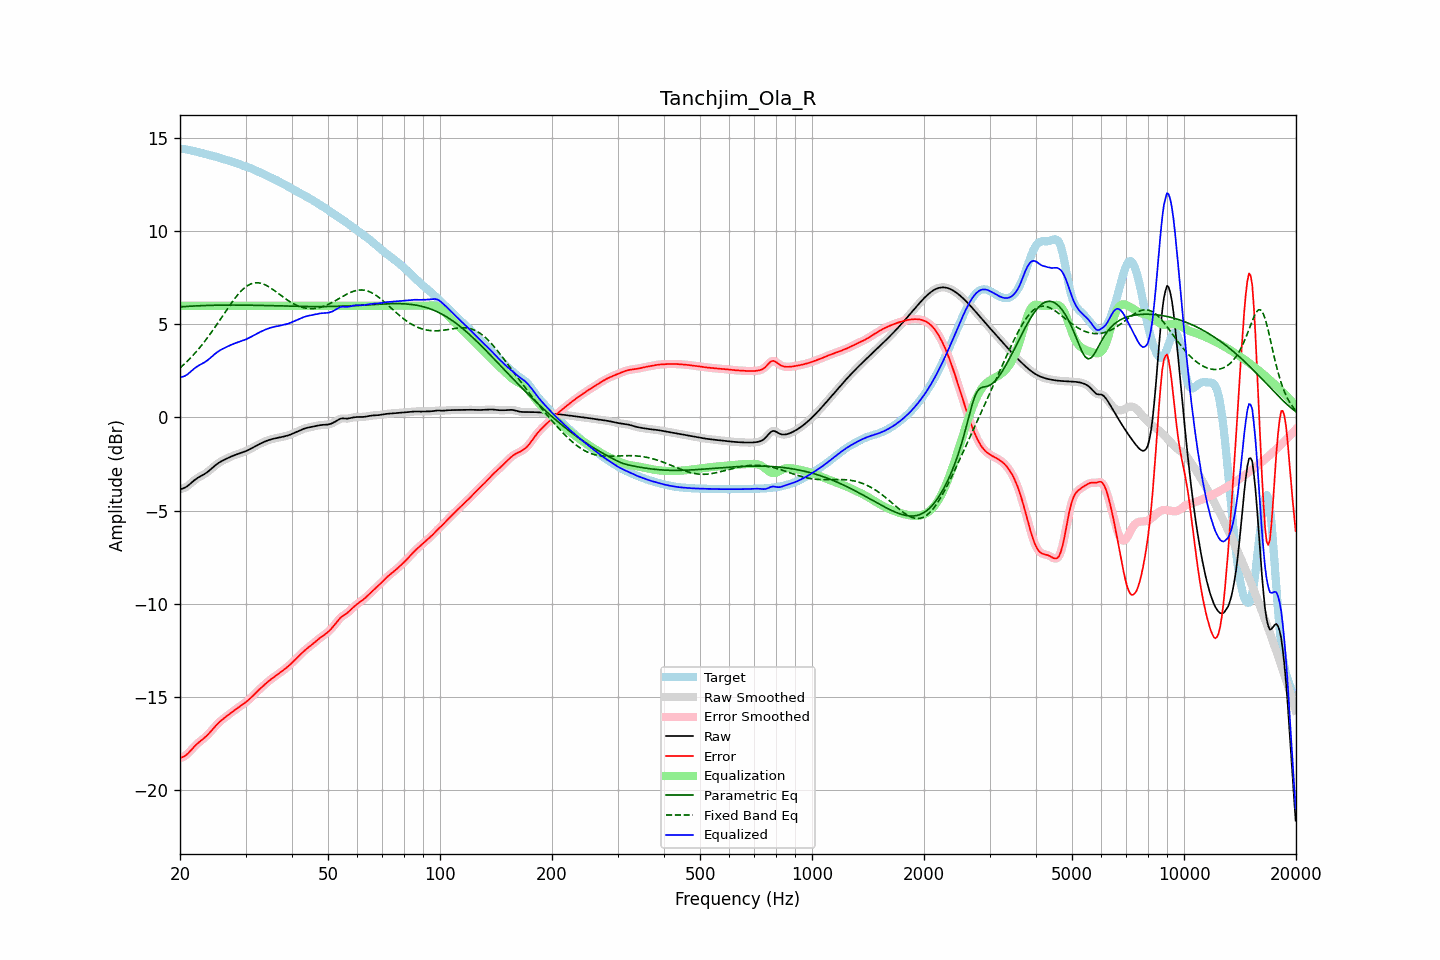 Tanchjim_Ola_R
Amplitude (dBr)
15
10
5
0
−5
−10
−15
−20
Target
Raw Smoothed
Error Smoothed
Raw
Error
Equalization
Parametric Eq
Fixed Band Eq
Equalized
20
50
100
200
500
1000
2000
5000
10000
20000
Frequency (Hz)